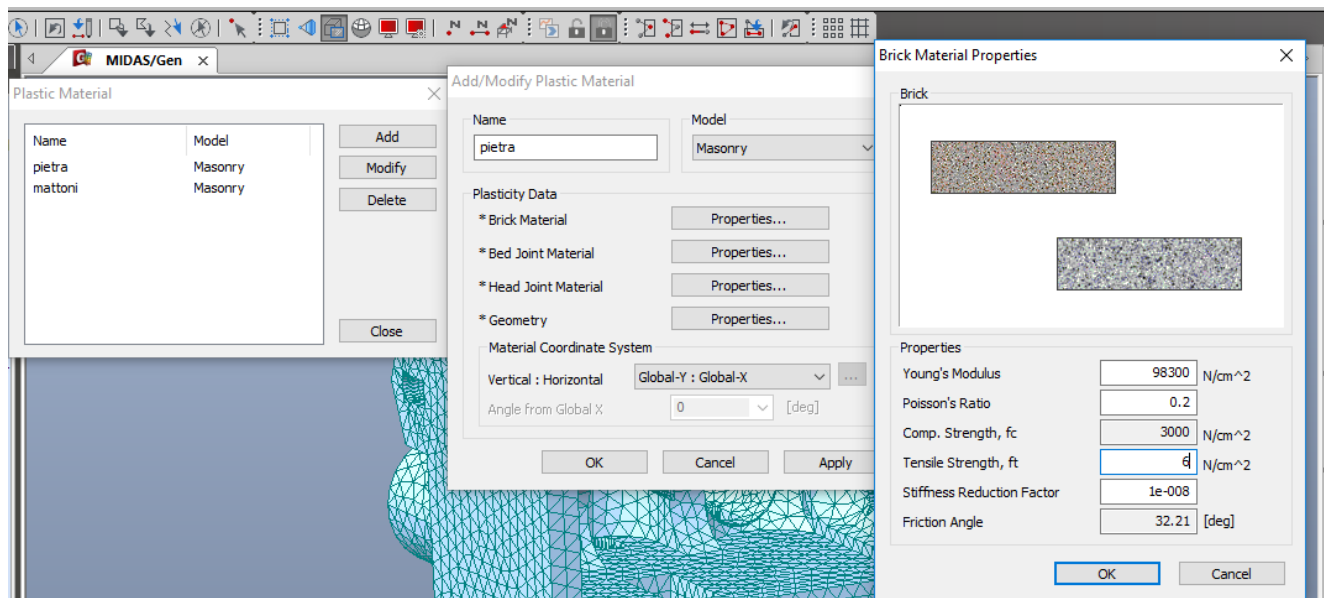 MIDAS/Gen
Plastic Material
Name Model
pietra Masonry
mattoni Masonry
Add
Modify
Delete
Close
Add/Modify Plastic Material
Name
pietra
Model
Masonry
Plasticity Data
* Brick Material Properties...
* Bed Joint Material Properties...
* Head Joint Material Properties...
* Geometry Properties...
Material Coordinate System
Vertical : Horizontal Global-Y : Global-X ...
Angle from Global X 0 [deg]
OK Cancel Apply
Brick Material Properties
Brick
Properties
Young's Modulus 98300 N/cm^2
Poisson's Ratio 0.2
Comp. Strength, fc 3000 N/cm^2
Tensile Strength, ft 6 N/cm^2
Stiffness Reduction Factor 1e-008
Friction Angle 32.21 [deg]
OK Cancel